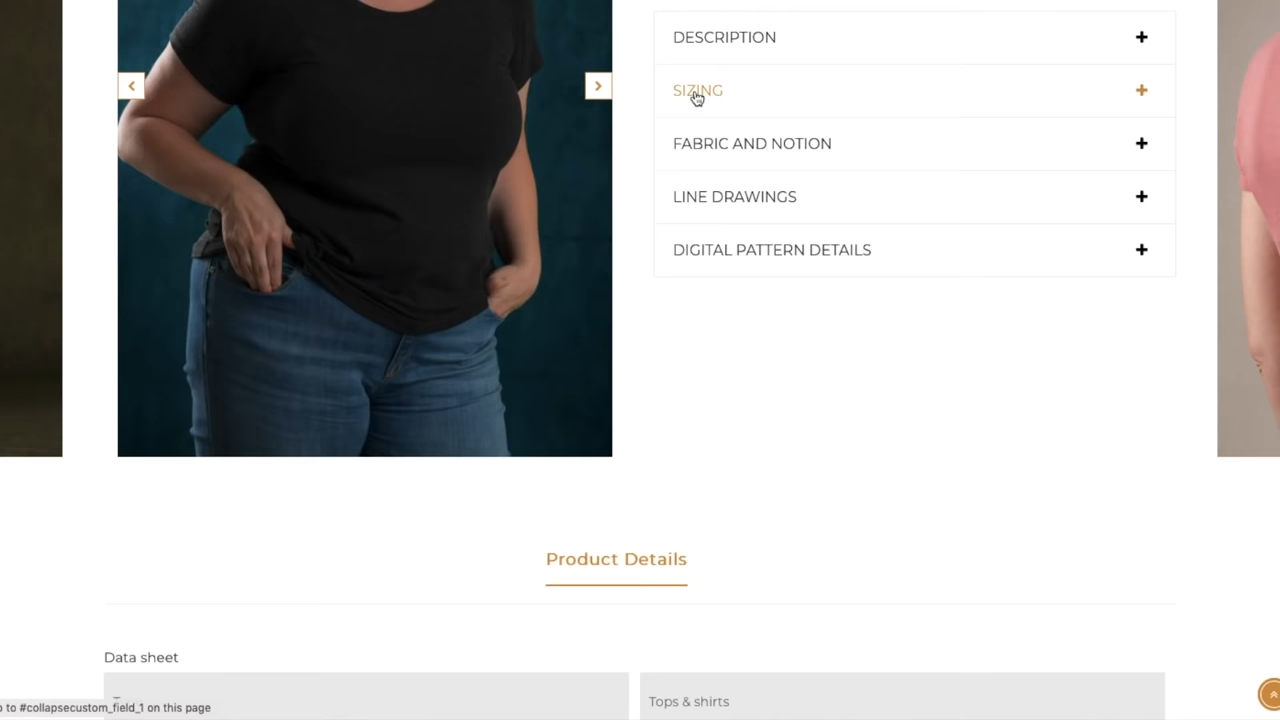 DESCRIPTION
SIZING
FABRIC AND NOTION
LINE DRAWINGS
DIGITAL PATTERN DETAILS
Product Details
Data sheet
Tops & shirts
to #collapsecustom_field_1 on this page